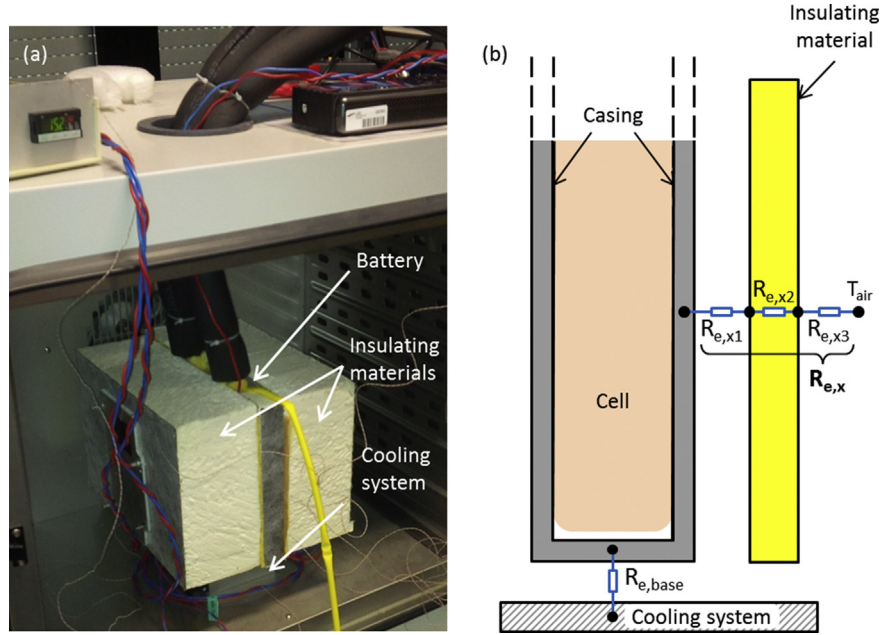 (a)
152
Battery
Insulating
materials
Cooling
system
(b)
Insulating
material
Casing
R_e,x1
R_e,x2
R_e,x3
T_air
R_e,x
Cell
R_e,base
Cooling system